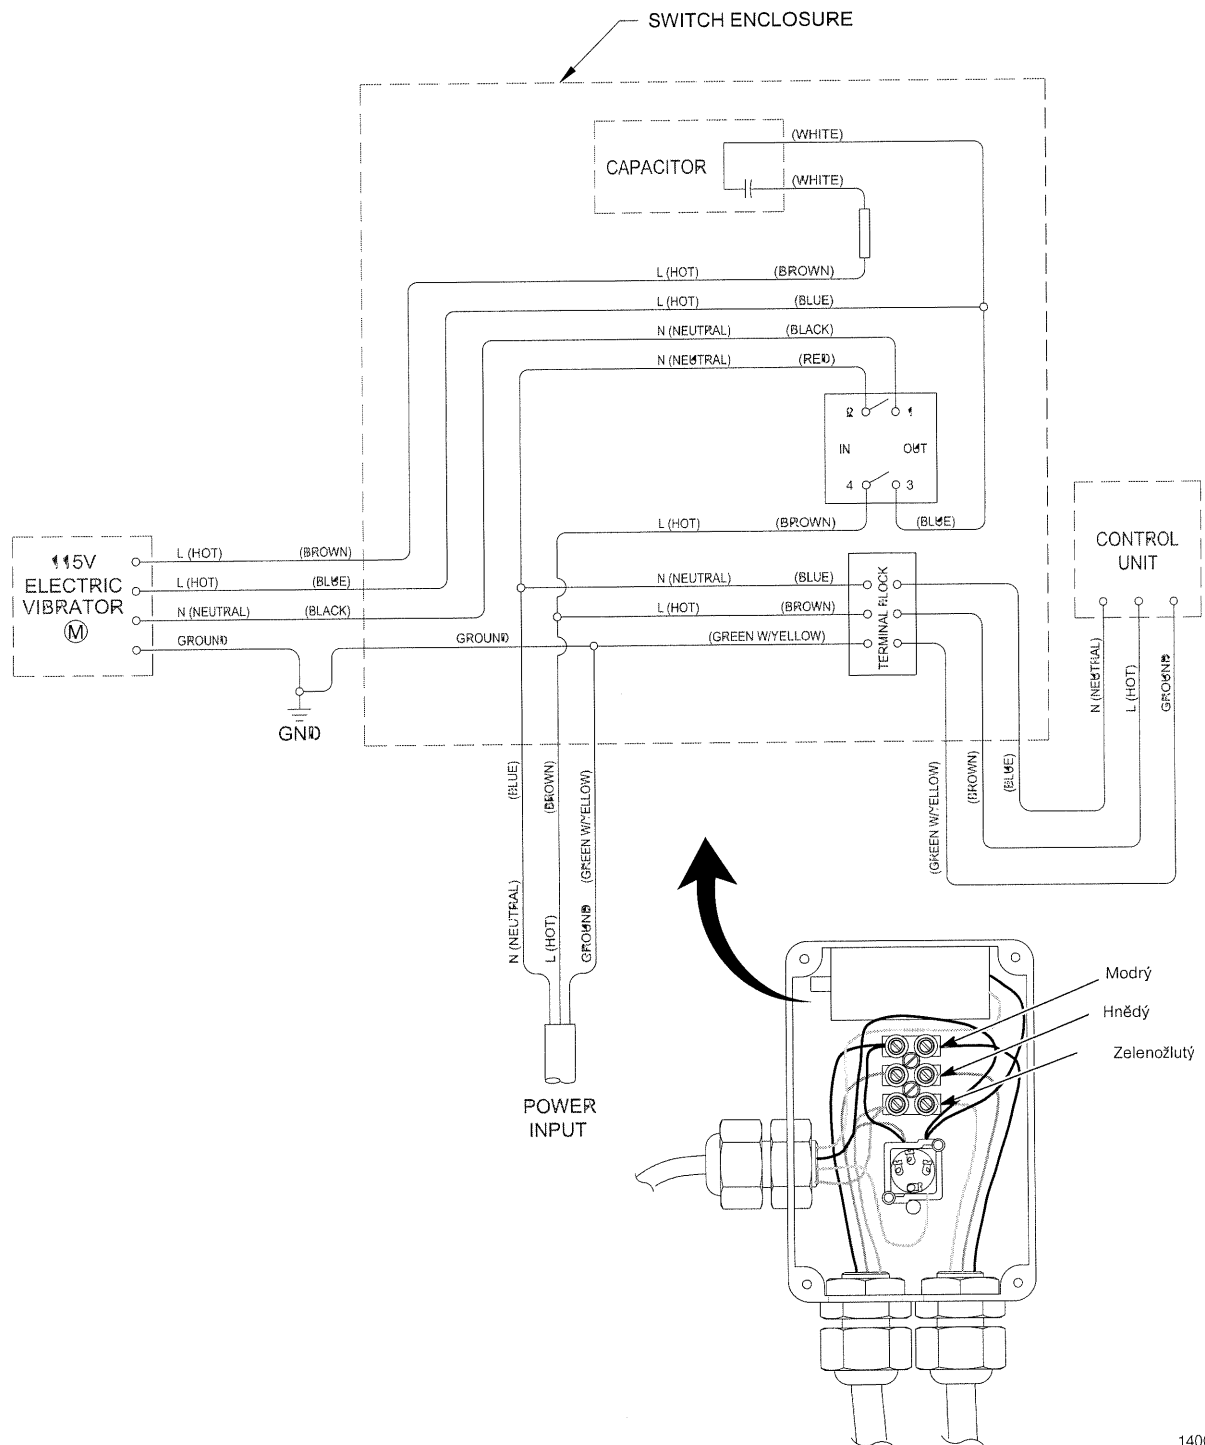 SWITCH ENCLOSURE
(WHITE)
CAPACITOR
(WHITE)
L (HOT) (BROWN)
L (HOT) (BLUE)
N (NEUTRAL) (BLACK)
N (NEUTRAL) (RED)
2 1
IN OUT
4 3
L (HOT) (BROWN) (BLUE)
CONTROL
UNIT
115V
ELECTRIC
VIBRATOR
M
L (HOT) (BROWN)
L (HOT) (BLUE)
N (NEUTRAL) (BLACK)
GROUND
GROUND
GND
N (NEUTRAL) (BLUE)
L (HOT) (BROWN)
(GREEN W/YELLOW)
TERMINAL BLOCK
N (NEUTRAL)
L (HOT)
GROUND
(BLUE)
(BROWN)
(GREEN W/YELLOW)
(GREEN W/YELLOW)
(BROWN)
(BLUE)
N (NEUTRAL)
L (HOT)
GROUND
POWER
INPUT
Modrý
Hnědý
Zelenožlutý